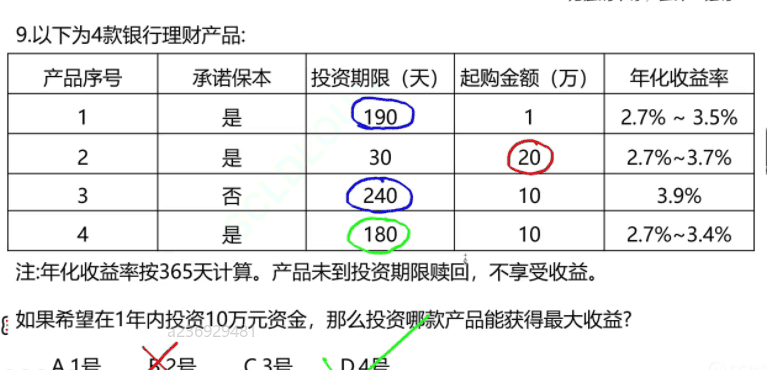 9.以下为4款银行理财产品:
产品序号 承诺保本 投资期限（天） 起购金额（万） 年化收益率
1 是 190 1 2.7% ~ 3.5%
2 是 30 20 2.7%~3.7%
3 否 240 10 3.9%
4 是 180 10 2.7%~3.4%
注:年化收益率按365天计算。产品未到投资期限赎回，不享受收益。
如果希望在1年内投资10万元资金，那么投资哪款产品能获得最大收益?
a236929481
A.1号 B.2号 C.3号 D.4号